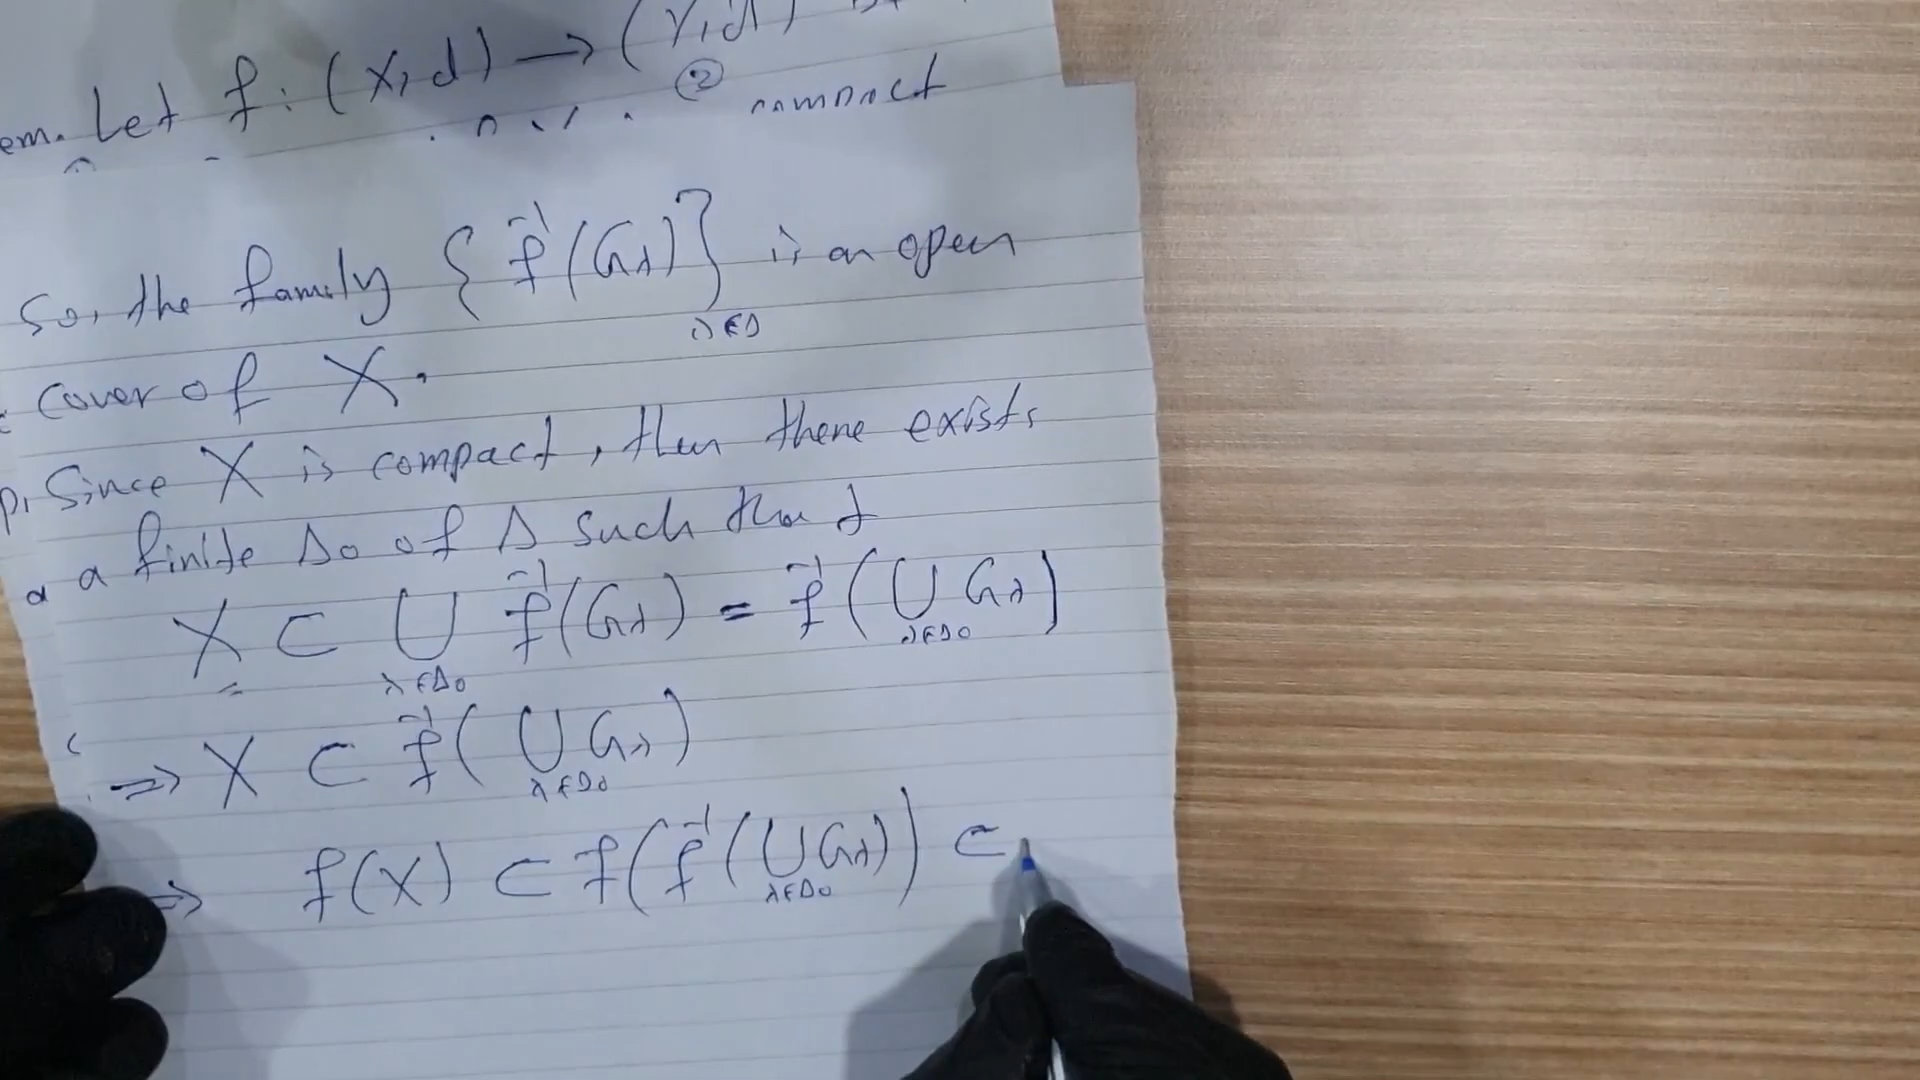 em. Let f : (X, d) → (Y, d)
② compact
So, the family { f⁻¹(Gλ) }λ∈Δ is an open
cover of X.
Since X is compact, then there exists
a finite Δ₀ of Δ such that
X ⊂ ⋃λ∈Δ₀ f⁻¹(Gλ) = f⁻¹(⋃λ∈Δ₀ Gλ)
⇒ X ⊂ f⁻¹(⋃λ∈Δ₀ Gλ)
⇒ f(X) ⊂ f(f⁻¹(⋃λ∈Δ₀ Gλ)) ⊂